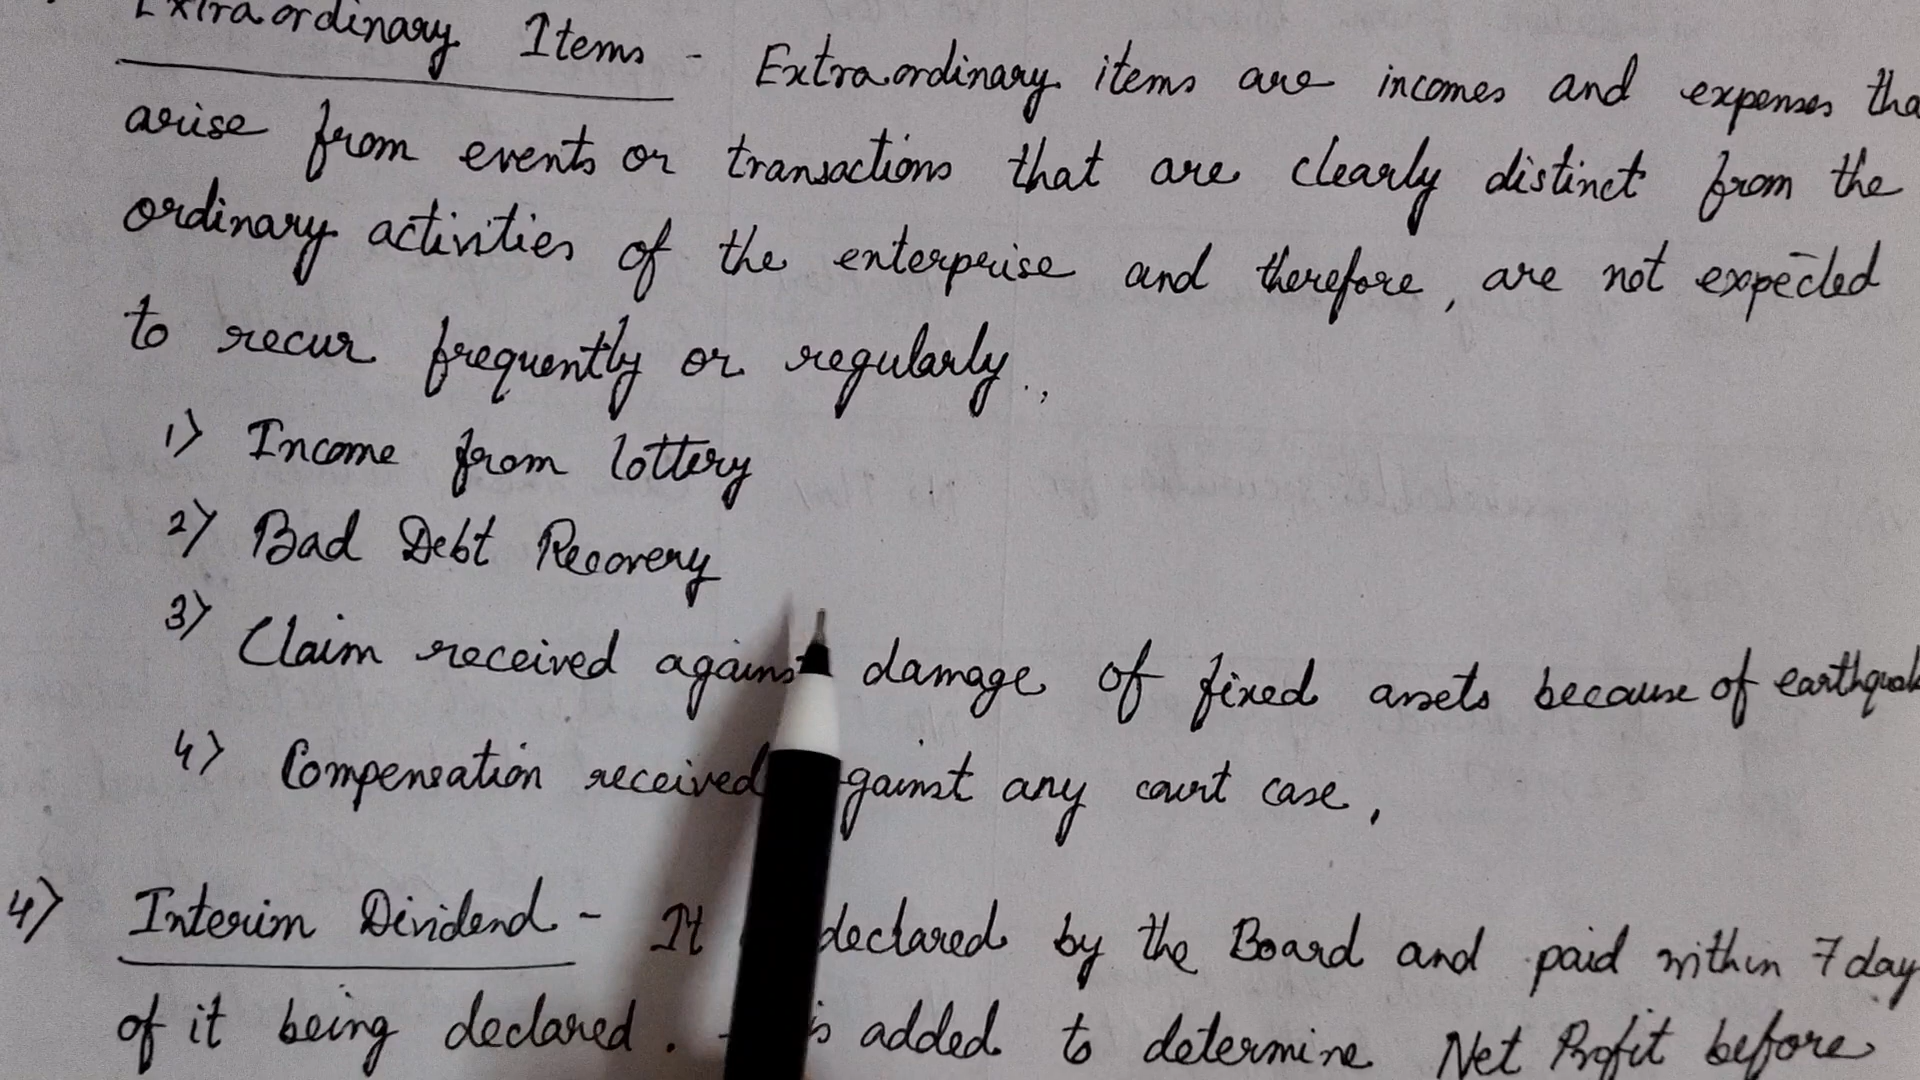 Extraordinary Items - Extraordinary items are incomes and expenses tha
arise from events or transactions that are clearly distinct from the
ordinary activities of the enterprise and therefore, are not expected
to recur frequently or regularly.,
1) Income from lottery
2) Bad Debt Recovery
3) Claim received against damage of fixed assets because of earthquak
4) Compensation received gainst any court case.
4) Interim Dividend - It declared by the Board and paid within 7 day
of it being declared. is added to determine Net Profit before